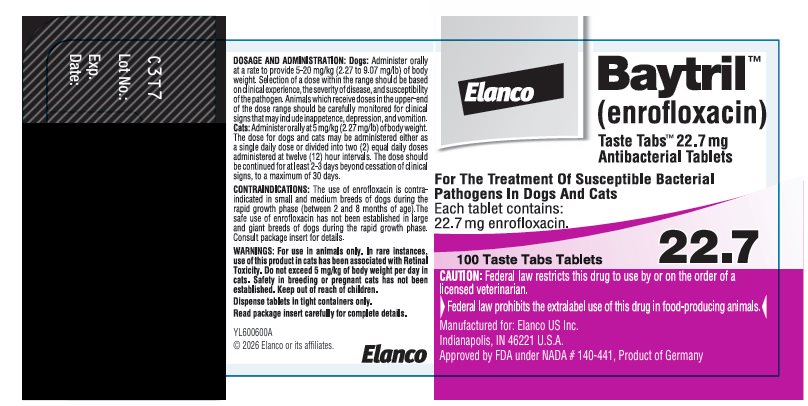 C3T7
Lot No.:
Exp.
Date:
DOSAGE AND ADMINISTRATION: Dogs: Administer orally
at a rate to provide 5-20 mg/kg (2.27 to 9.07 mg/lb) of body
weight. Selection of a dose within the range should be based
on clinical experience, the severity of disease, and susceptibility
of the pathogen. Animals which receive doses in the upper-end
of the dose range should be carefully monitored for clinical
signs that may include inappetence, depression, and vomition.
Cats: Administer orally at 5 mg/kg (2.27 mg/lb) of body weight.
The dose for dogs and cats may be administered either as
a single daily dose or divided into two (2) equal daily doses
administered at twelve (12) hour intervals. The dose should
be continued for at least 2-3 days beyond cessation of clinical
signs, to a maximum of 30 days.
CONTRAINDICATIONS: The use of enrofloxacin is contra-
indicated in small and medium breeds of dogs during the
rapid growth phase (between 2 and 8 months of age).The
safe use of enrofloxacin has not been established in large
and giant breeds of dogs during the rapid growth phase.
Consult package insert for details.
WARNINGS: For use in animals only. In rare instances,
use of this product in cats has been associated with Retinal
Toxicity. Do not exceed 5 mg/kg of body weight per day in
cats. Safety in breeding or pregnant cats has not been
established. Keep out of reach of children.
Dispense tablets in tight containers only.
Read package insert carefully for complete details.
YL600600A
© 2026 Elanco or its affiliates.
Elanco
Elanco
Baytril™
(enrofloxacin)
Taste Tabs™ 22.7 mg
Antibacterial Tablets
For The Treatment Of Susceptible Bacterial
Pathogens In Dogs And Cats
Each tablet contains:
22.7 mg enrofloxacin.
100 Taste Tabs Tablets
22.7
CAUTION: Federal law restricts this drug to use by or on the order of a
licensed veterinarian.
Federal law prohibits the extralabel use of this drug in food-producing animals.
Manufactured for: Elanco US Inc.
Indianapolis, IN 46221 U.S.A.
Approved by FDA under NADA # 140-441, Product of Germany